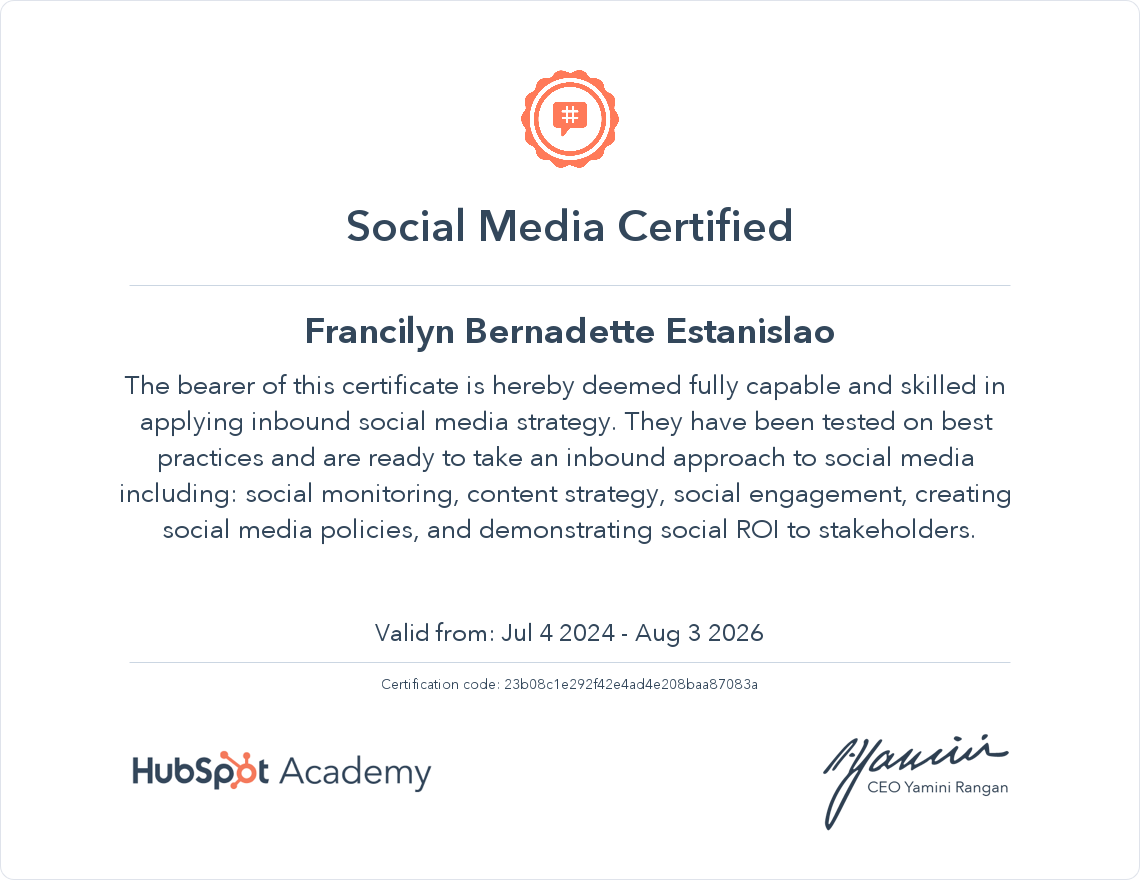 #
Social Media Certified
Francilyn Bernadette Estanislao
The bearer of this certificate is hereby deemed fully capable and skilled in
applying inbound social media strategy. They have been tested on best
practices and are ready to take an inbound approach to social media
including: social monitoring, content strategy, social engagement, creating
social media policies, and demonstrating social ROI to stakeholders.
Valid from: Jul 4 2024 - Aug 3 2026
Certification code: 23b08c1e292f42e4ad4e208baa87083a
HubSpot Academy
Yamini
CEO Yamini Rangan